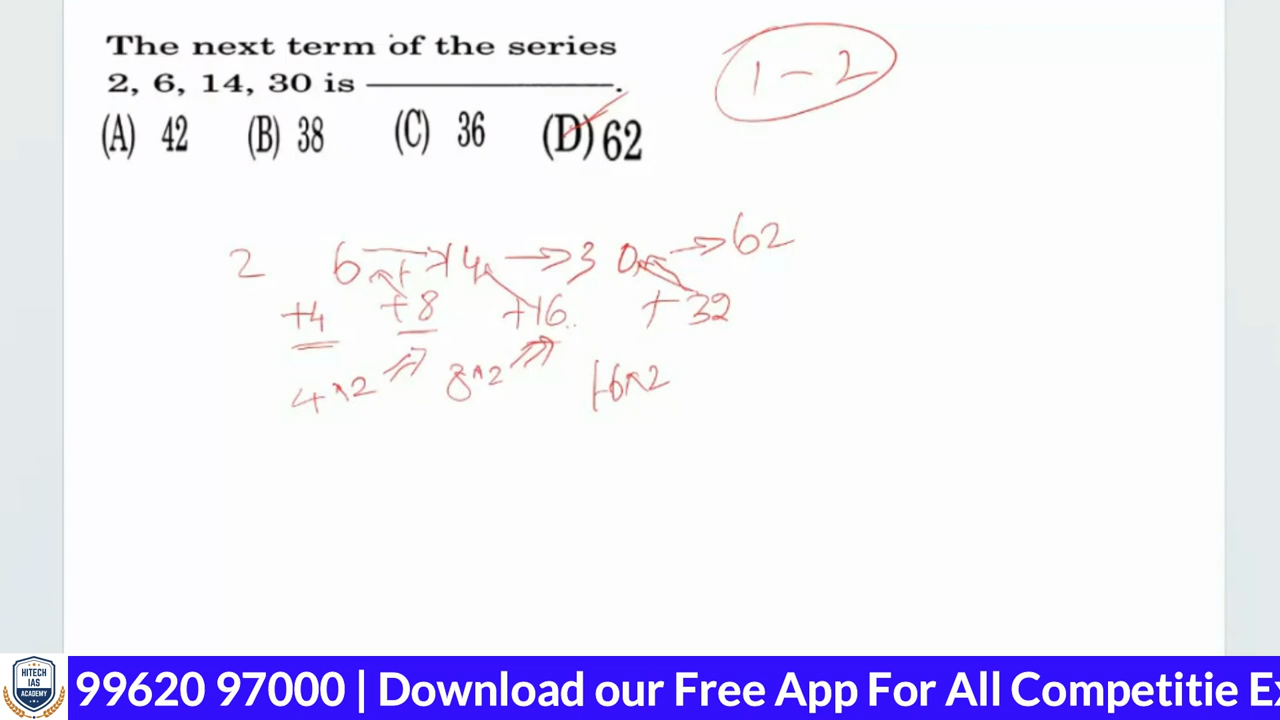 The next term of the series
2, 6, 14, 30 is ————.
(A) 42 (B) 38 (C) 36 (D) 62
1 - 2
2 6 → 14 → 30 → 62
+4 +8 +16 +32
4×2 8×2 16×2
HITECH
IAS
ACADEMY
99620 97000 | Download our Free App For All Competitie Ex